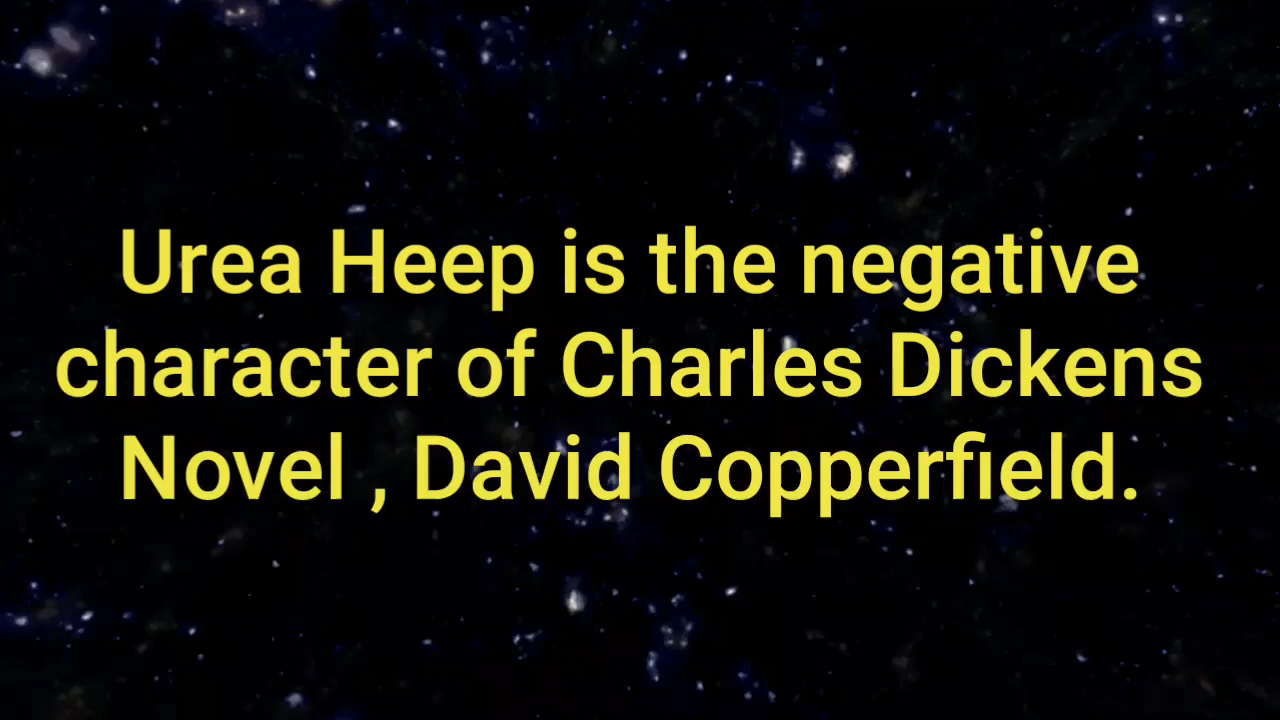 Urea Heep is the negative
character of Charles Dickens
Novel , David Copperfield.